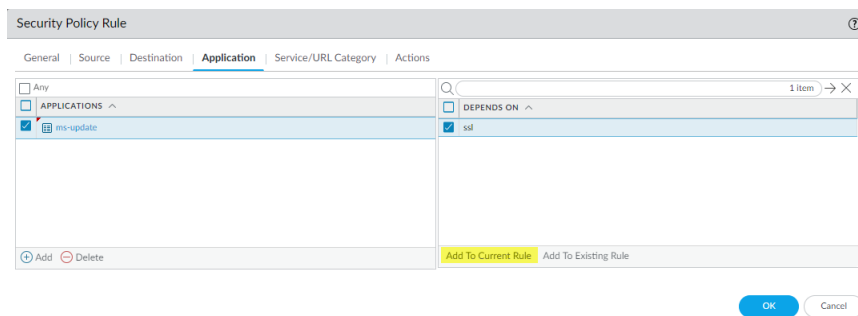 Security Policy Rule
General | Source | Destination | Application | Service/URL Category | Actions
Any
1 item
APPLICATIONS
DEPENDS ON
ms-update
ssl
Add Delete
Add To Current Rule Add To Existing Rule
OK Cancel